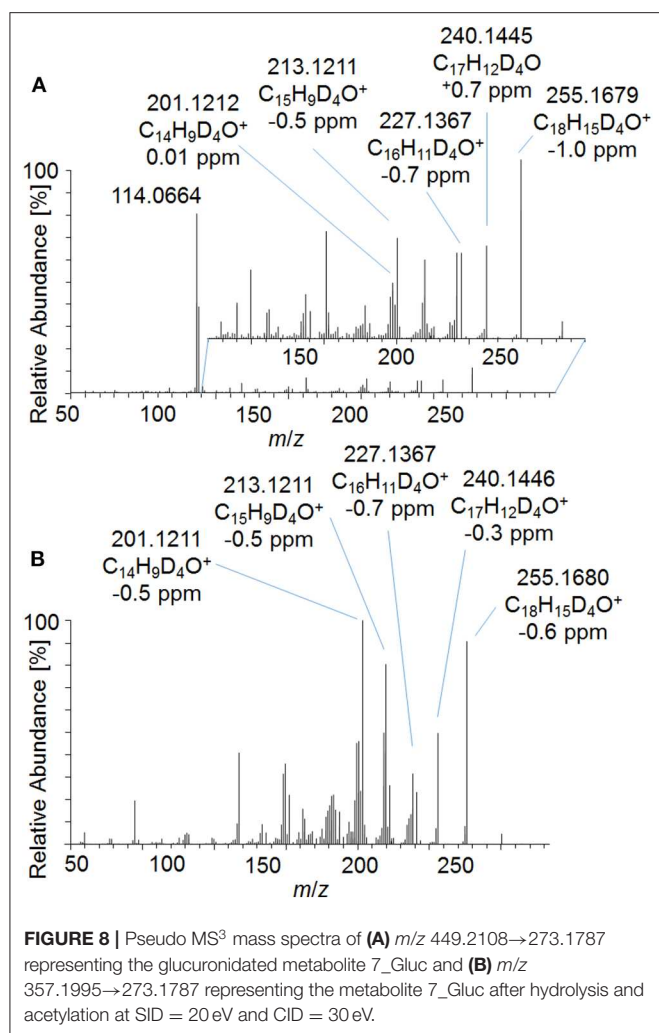 A
240.1445
C₁₇H₁₂D₄O
⁺0.7 ppm
213.1211
C₁₅H₉D₄O⁺
-0.5 ppm
255.1679
C₁₈H₁₅D₄O⁺
-1.0 ppm
201.1212
C₁₄H₉D₄O⁺
0.01 ppm
227.1367
C₁₆H₁₁D₄O⁺
-0.7 ppm
100
114.0664
Relative Abundance [%]
150 200 250
50 100 150 200 250
m/z
B
227.1367
C₁₆H₁₁D₄O⁺
-0.7 ppm
240.1446
C₁₇H₁₂D₄O⁺
-0.3 ppm
213.1211
C₁₅H₉D₄O⁺
-0.5 ppm
201.1211
C₁₄H₉D₄O⁺
-0.5 ppm
255.1680
C₁₈H₁₅D₄O⁺
-0.6 ppm
100
Relative Abundance [%]
50 100 150 200 250
m/z
FIGURE 8 | Pseudo MS³ mass spectra of (A) m/z 449.2108→273.1787
representing the glucuronidated metabolite 7_Gluc and (B) m/z
357.1995→273.1787 representing the metabolite 7_Gluc after hydrolysis and
acetylation at SID = 20 eV and CID = 30 eV.